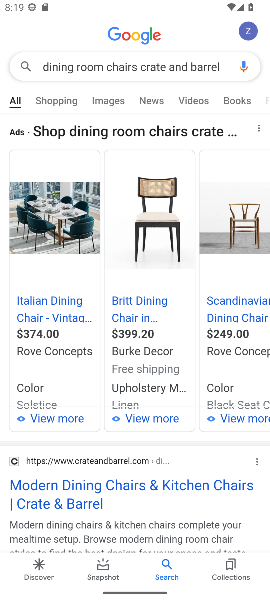 8:19
Google
Z
dining room chairs crate and barrel
All Shopping Images News Videos Books
Ads · Shop dining room chairs crate ...
Italian Dining
Chair - Vintag...
$374.00
Rove Concepts
Color
Solstice
View more
Britt Dining
Chair in...
$399.20
Burke Decor
Free shipping
Upholstery M...
Linen
View more
Scandinavian
Dining Chair
$249.00
Rove Concep
Color
Black Seat C
View more
https://www.crateandbarrel.com › di...
Modern Dining Chairs & Kitchen Chairs
| Crate & Barrel
Modern dining chairs & kitchen chairs complete your
mealtime setup. Browse modern dining room chair
Discover Snapshot Search Collections